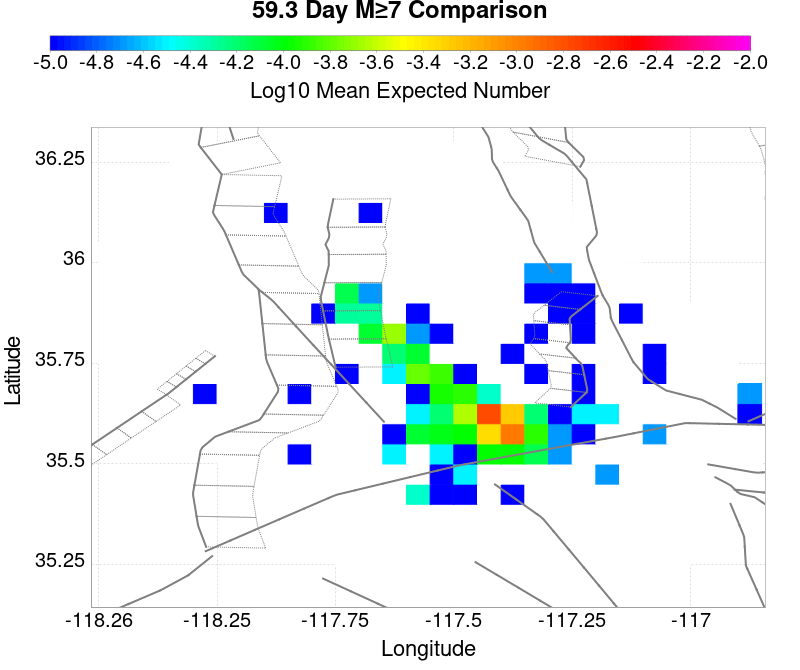 59.3 Day M≥7 Comparison
-5.0 -4.8 -4.6 -4.4 -4.2 -4.0 -3.8 -3.6 -3.4 -3.2 -3.0 -2.8 -2.6 -2.4 -2.2 -2.0
Log10 Mean Expected Number
36.25
36
35.75
35.5
35.25
Latitude
-118.26 -118.25 -117.75 -117.5 -117.25 -117
Longitude